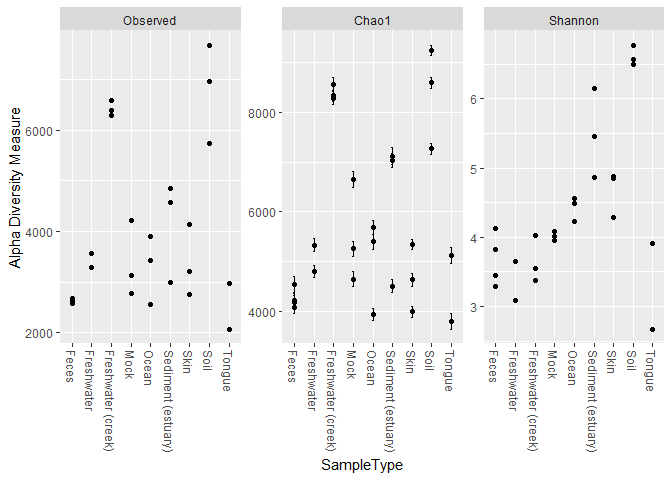 Observed
Chao1
Shannon
Alpha Diversity Measure
6000
4000
2000
8000
6000
4000
6
5
4
3
Feces
Freshwater
Freshwater (creek)
Mock
Ocean
Sediment (estuary)
Skin
Soil
Tongue
Feces
Freshwater
Freshwater (creek)
Mock
Ocean
Sediment (estuary)
Skin
Soil
Tongue
Feces
Freshwater
Freshwater (creek)
Mock
Ocean
Sediment (estuary)
Skin
Soil
Tongue
SampleType